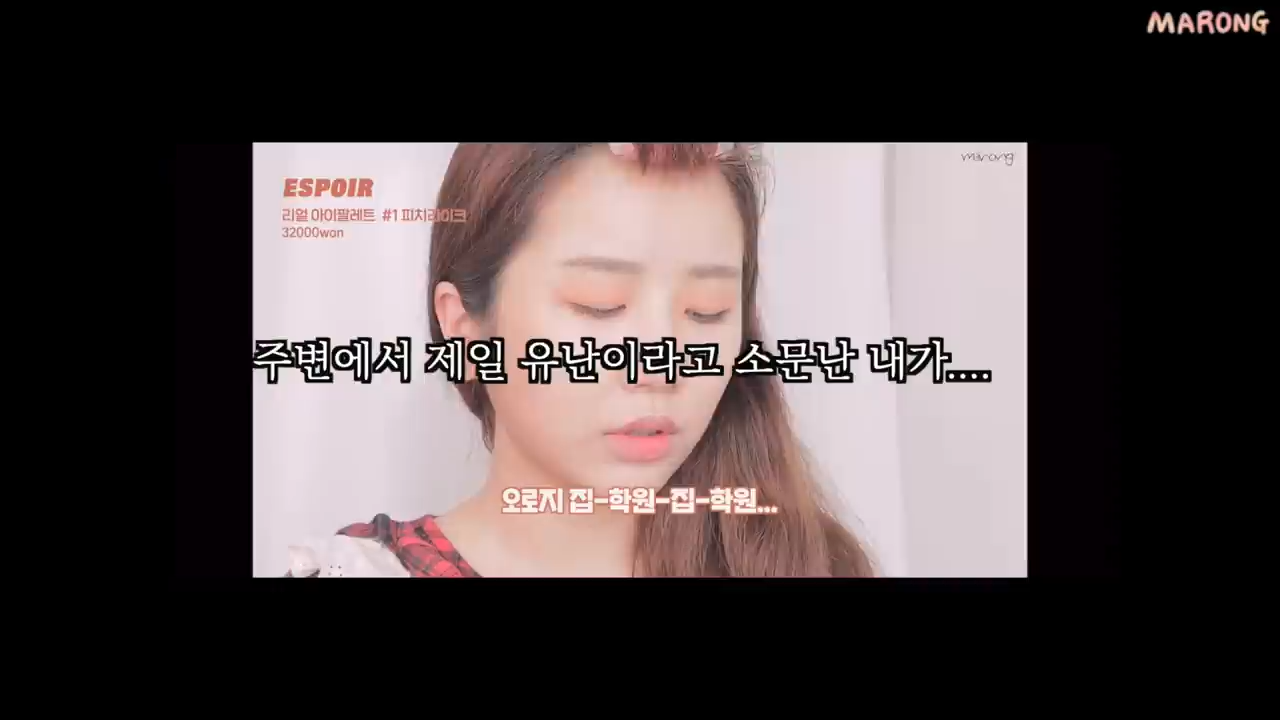 MARONG
marong
ESPOIR
리얼 아이팔레트 #1 피치라이크
32000won
주변에서 제일 유난이라고 소문난 내가....
오로지 집-학원-집-학원...